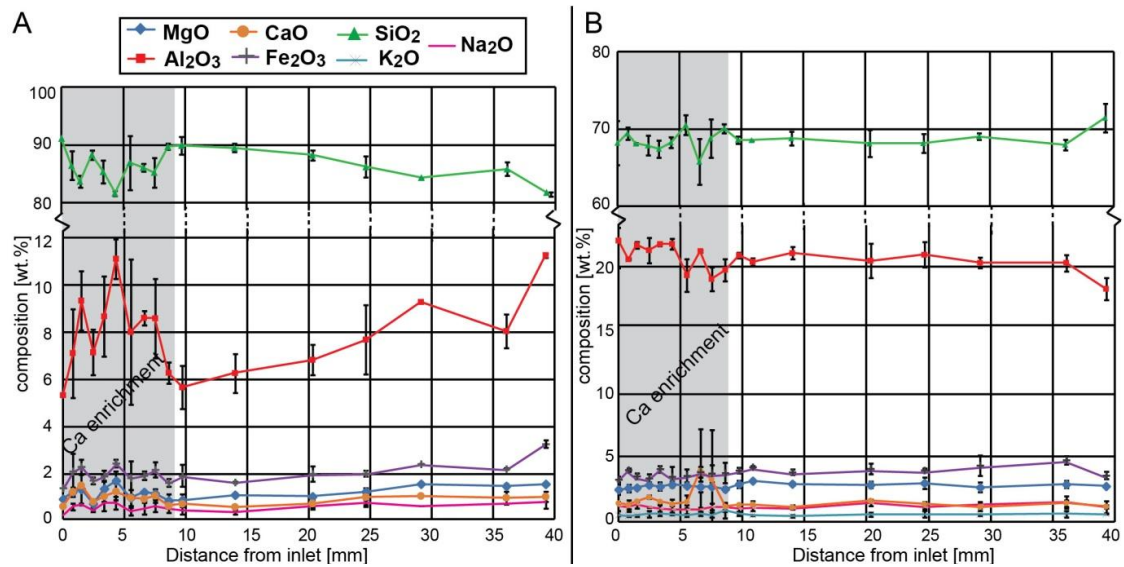 A
MgO CaO SiO₂ Na₂O
Al₂O₃ Fe₂O₃ K₂O
100
90
80
12
10
8
6
4
2
0
composition [wt.%]
Ca enrichment
0 5 10 15 20 25 30 35 40
Distance from inlet [mm]
B
80
70
60
20
15
10
5
0
composition [wt.%]
Ca enrichment
0 5 10 15 20 25 30 35 40
Distance from inlet [mm]